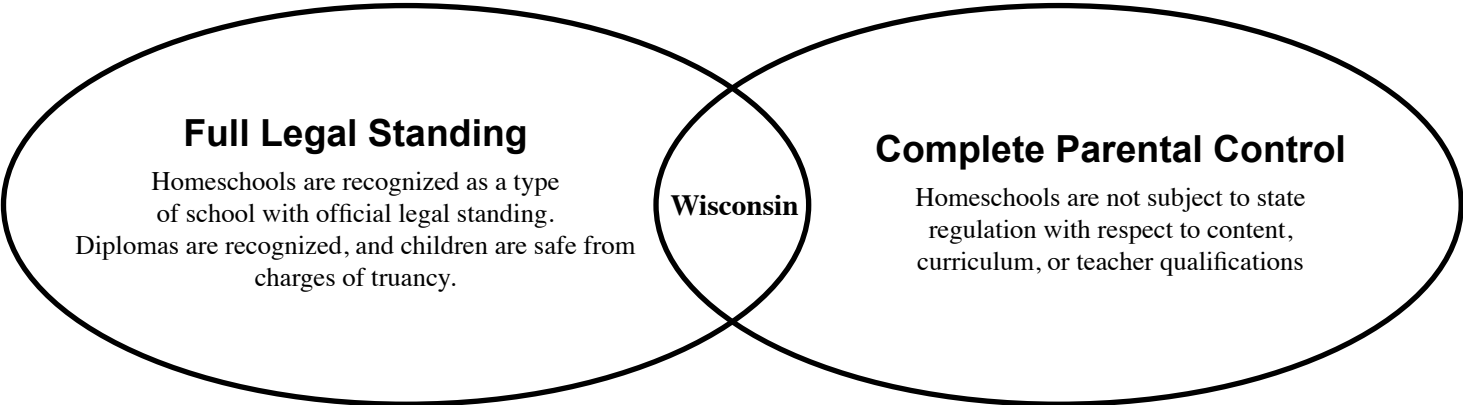 Full Legal Standing
Homeschools are recognized as a type
of school with official legal standing.
Diplomas are recognized, and children are safe from
charges of truancy.
Wisconsin
Complete Parental Control
Homeschools are not subject to state
regulation with respect to content,
curriculum, or teacher qualifications